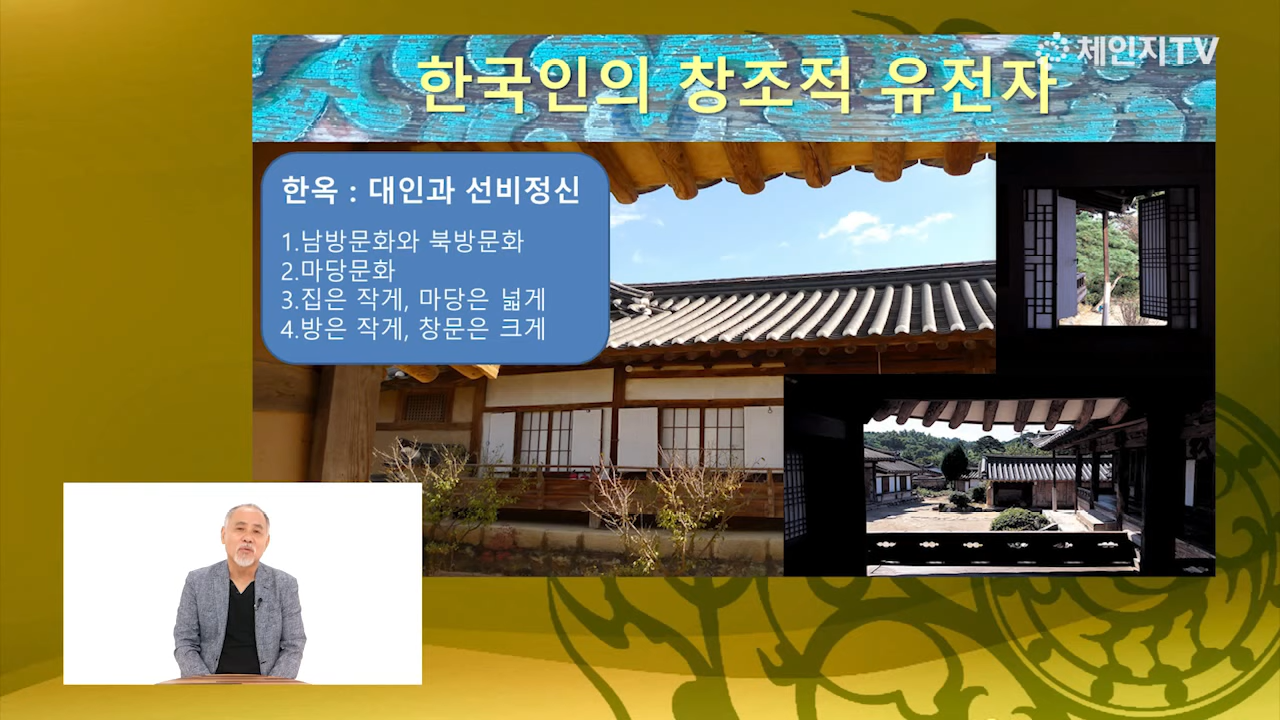 체인지TV
한국인의 창조적 유전자
한옥 : 대인과 선비정신
1.남방문화와 북방문화
2.마당문화
3.집은 작게, 마당은 넓게
4.방은 작게, 창문은 크게